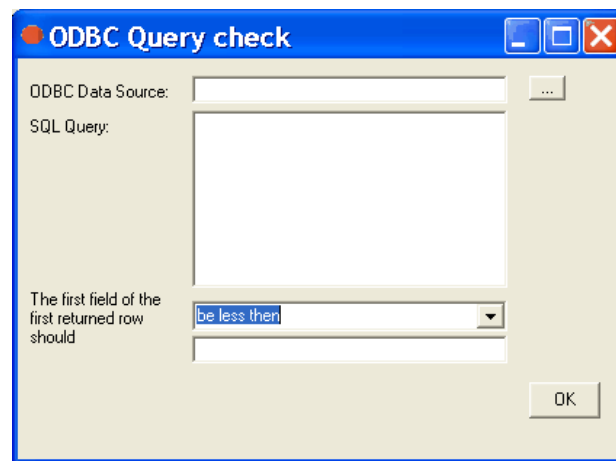 ODBC Query check
ODBC Data Source:
...
SQL Query:
The first field of the
first returned row
should
be less then
OK